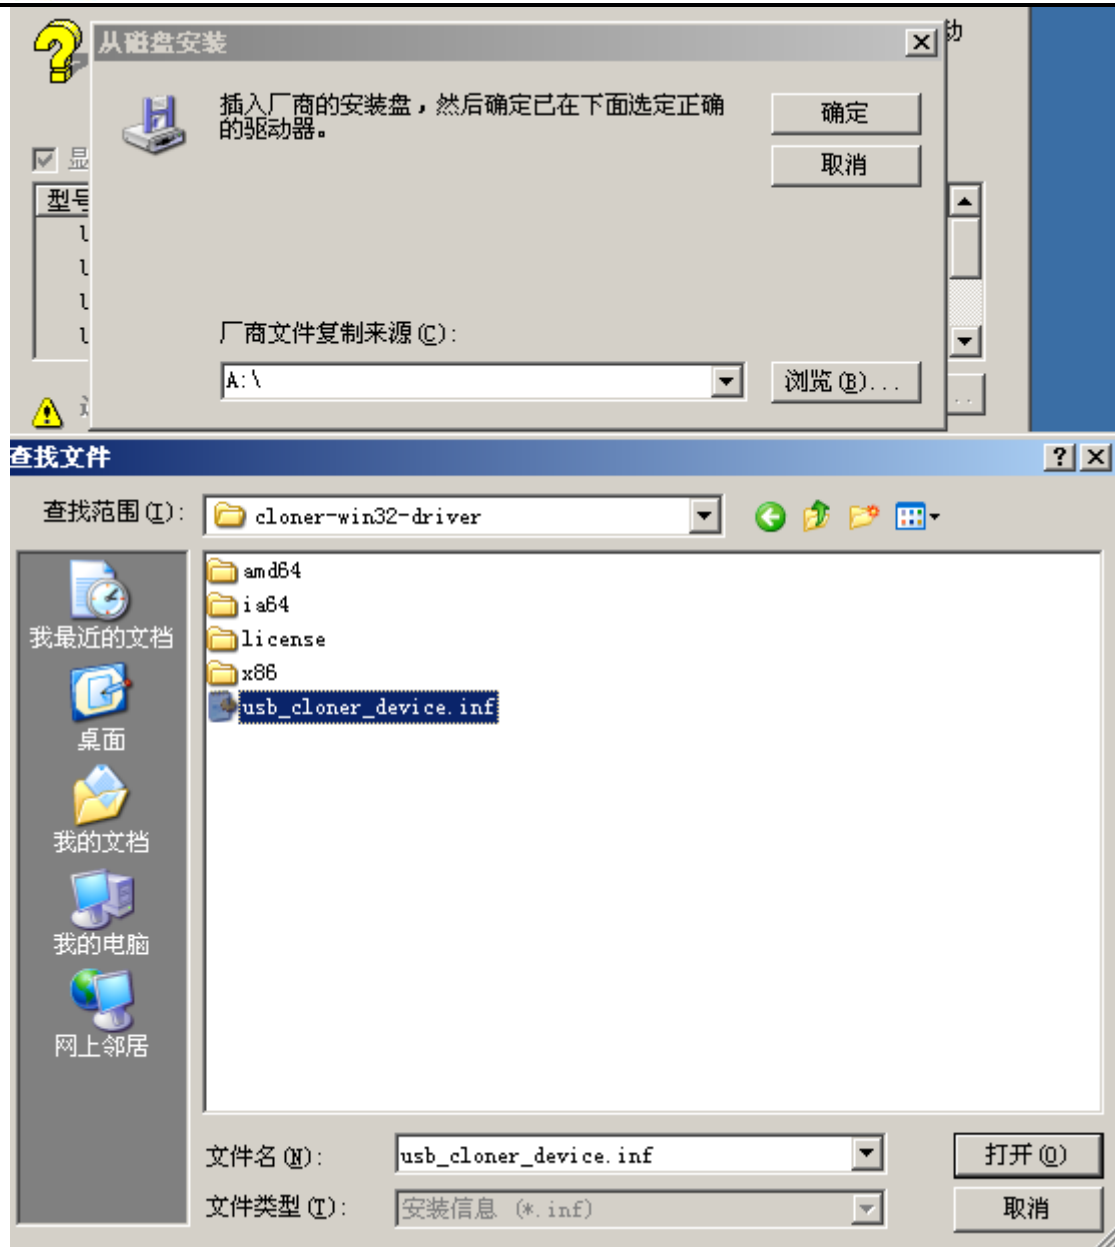 从磁盘安装
动
插入厂商的安装盘，然后确定已在下面选定正确
的驱动器。
确定
取消
显
型号
厂商文件复制来源(C):
A:\
浏览(B)...
查找文件
查找范围(I):
cloner-win32-driver
amd64
ia64
license
x86
usb_cloner_device.inf
我最近的文档
桌面
我的文档
我的电脑
网上邻居
文件名(N):
usb_cloner_device.inf
打开(O)
文件类型(T):
安装信息 (*.inf)
取消